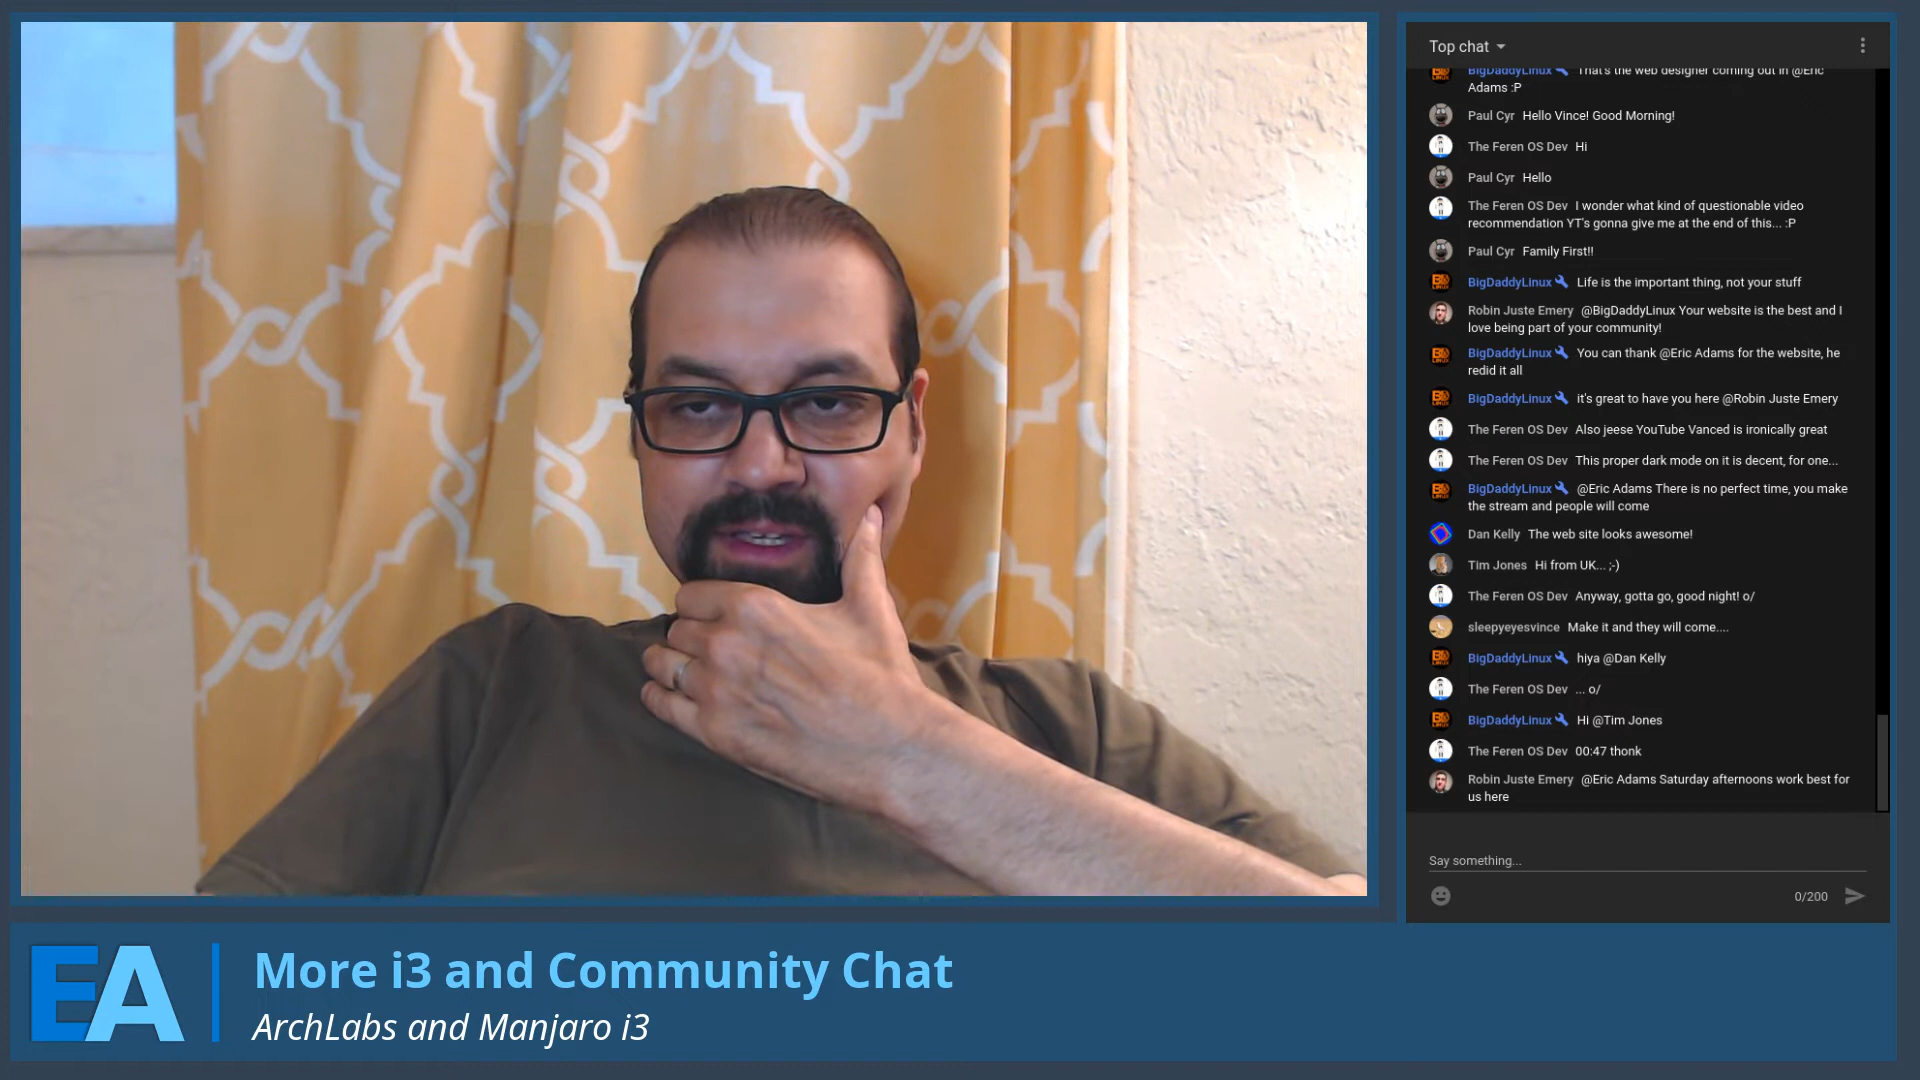 Top chat
BigDaddyLinux That's the web designer coming out in @Eric
Adams :P
Paul Cyr Hello Vince! Good Morning!
The Feren OS Dev Hi
Paul Cyr Hello
The Feren OS Dev I wonder what kind of questionable video
recommendation YT's gonna give me at the end of this... :P
Paul Cyr Family First!!
BigDaddyLinux Life is the important thing, not your stuff
Robin Juste Emery @BigDaddyLinux Your website is the best and I
love being part of your community!
BigDaddyLinux You can thank @Eric Adams for the website, he
redid it all
BigDaddyLinux it's great to have you here @Robin Juste Emery
The Feren OS Dev Also jeese YouTube Vanced is ironically great
The Feren OS Dev This proper dark mode on it is decent, for one...
BigDaddyLinux @Eric Adams There is no perfect time, you make
the stream and people will come
Dan Kelly The web site looks awesome!
Tim Jones Hi from UK... ;-)
The Feren OS Dev Anyway, gotta go, good night! o/
sleepyeyesvince Make it and they will come....
BigDaddyLinux hiya @Dan Kelly
The Feren OS Dev ... o/
BigDaddyLinux Hi @Tim Jones
The Feren OS Dev 00:47 thonk
Robin Juste Emery @Eric Adams Saturday afternoons work best for
us here
Say something...
0/200
EA
More i3 and Community Chat
ArchLabs and Manjaro i3